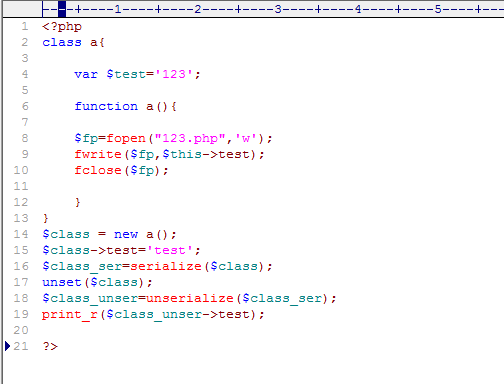 1 2 3 4 5
1 <?php
2 class a{
3
4 var $test='123';
5
6 function a(){
7
8 $fp=fopen("123.php",'w');
9 fwrite($fp,$this->test);
10 fclose($fp);
11
12 }
13 }
14 $class = new a();
15 $class->test='test';
16 $class_ser=serialize($class);
17 unset($class);
18 $class_unser=unserialize($class_ser);
19 print_r($class_unser->test);
20
21 ?>